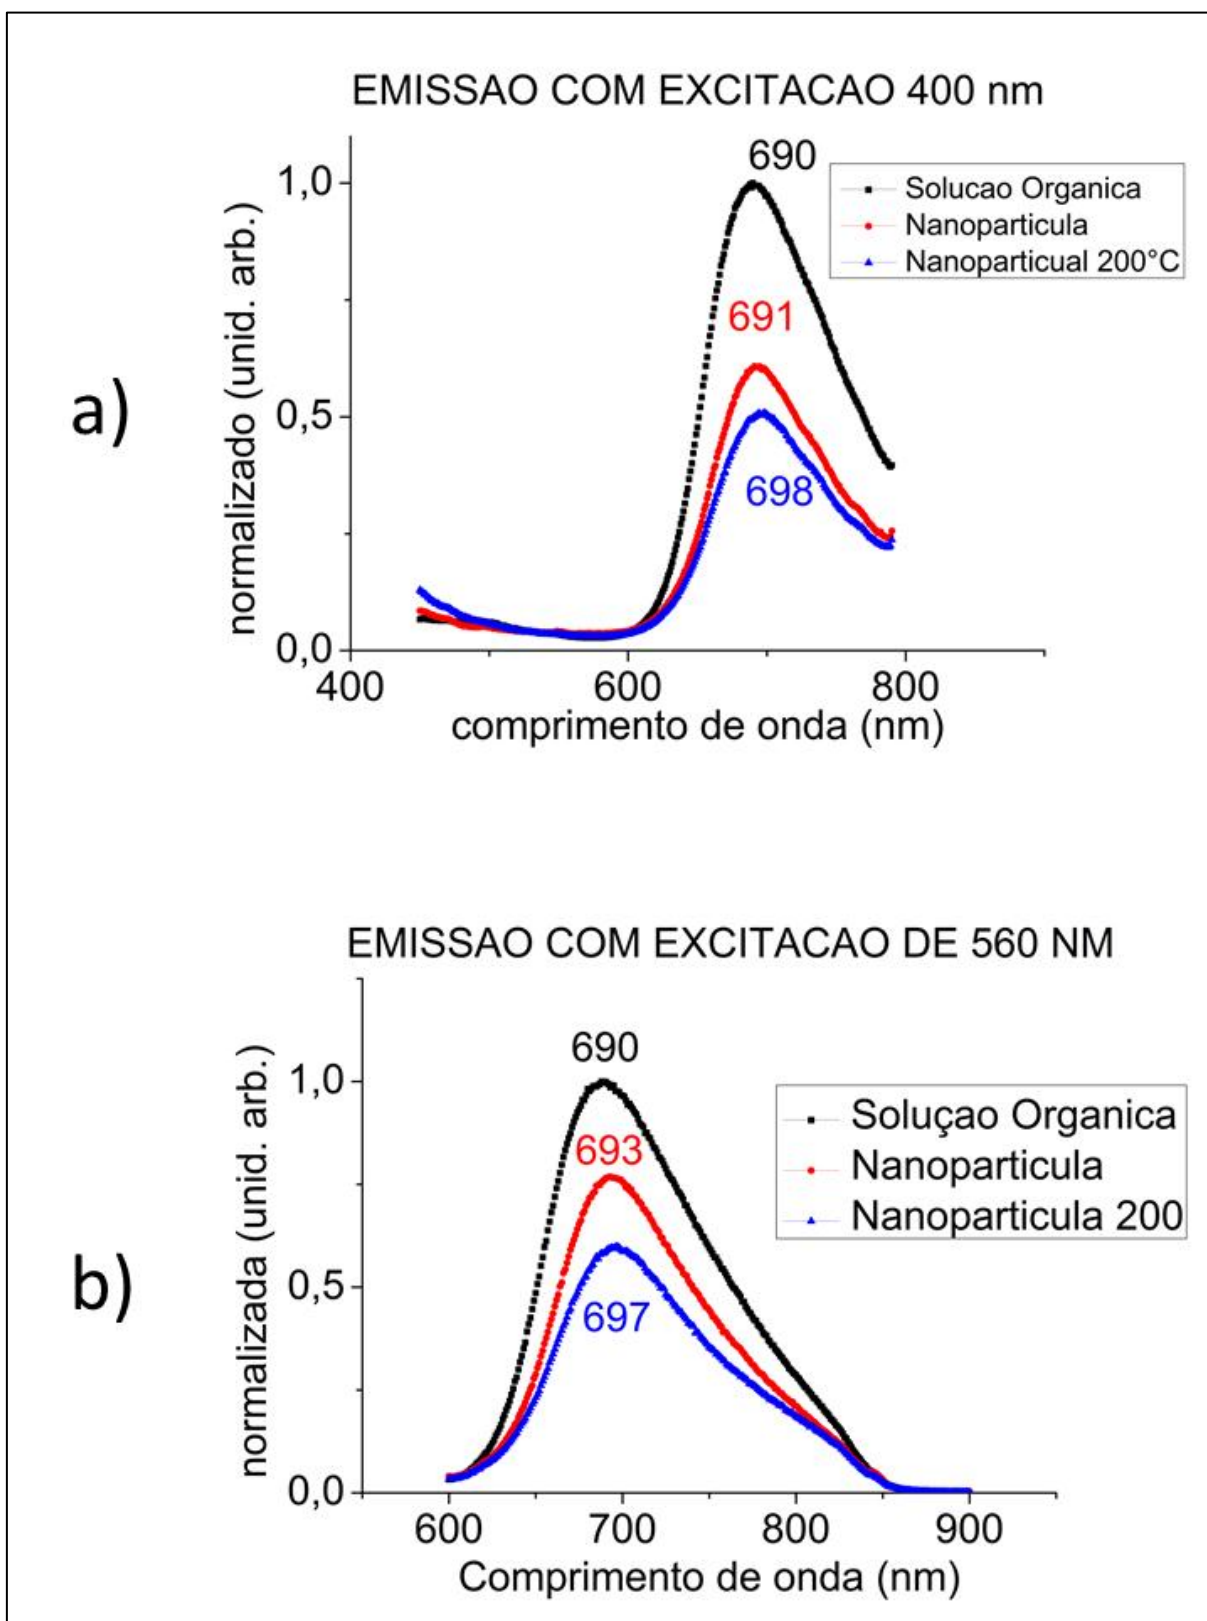 a)
EMISSAO COM EXCITACAO 400 nm
normalizado (unid. arb.)
1,0
0,5
0,0
690
691
698
Solucao Organica
Nanoparticula
Nanoparticual 200°C
400
600
800
comprimento de onda (nm)
b)
EMISSAO COM EXCITACAO DE 560 NM
normalizada (unid. arb.)
1,0
0,5
0,0
690
693
697
Soluçao Organica
Nanoparticula
Nanoparticula 200
600
700
800
900
Comprimento de onda (nm)